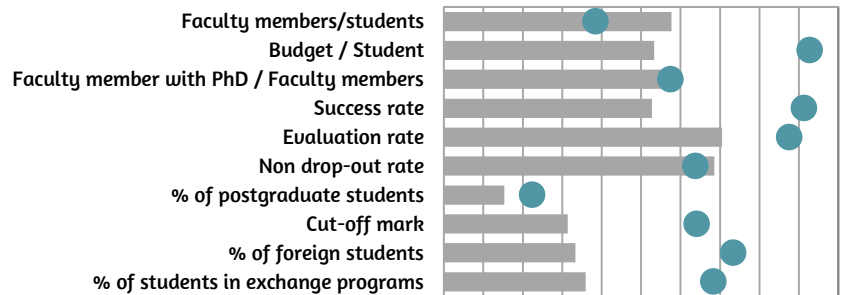 Faculty members/students
Budget / Student
Faculty member with PhD / Faculty members
Success rate
Evaluation rate
Non drop-out rate
% of postgraduate students
Cut-off mark
% of foreign students
% of students in exchange programs